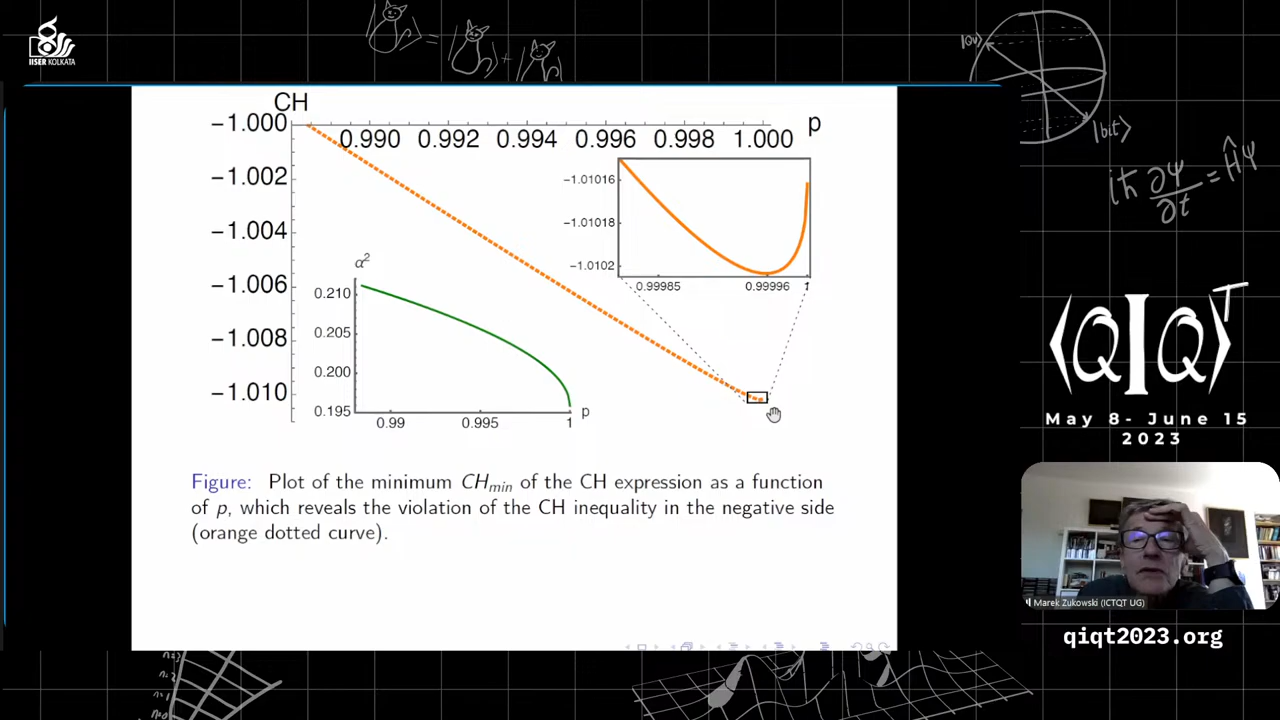 IISER KOLKATA
CH
−1.000
0.990 0.992 0.994 0.996 0.998 1.000 p
−1.002
−1.004
−1.006
−1.008
−1.010
−1.01016
−1.01018
−1.0102
0.99985 0.99996 1
α²
0.210
0.205
0.200
0.195
0.99 0.995 1 p
Figure: Plot of the minimum CHmin of the CH expression as a function
of p, which reveals the violation of the CH inequality in the negative side
(orange dotted curve).
|0⟩
|bit⟩
iħ ∂ψ/∂t = Ĥψ
⟨QIQ⟩T
May 8- June 15
2023
Marek Zukowski (ICTQT UG)
qiqt2023.org
n=3
n=2
n=1
n=0